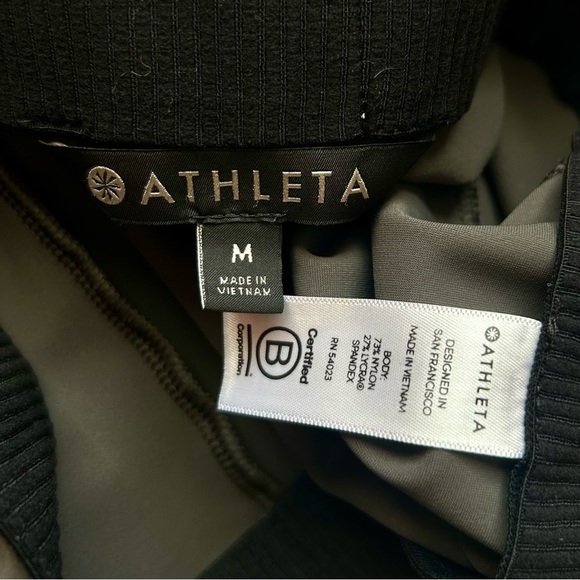 ATHLETA
M
MADE IN
VIETNAM
ATHLETA
DESIGNED IN
SAN FRANCISCO
MADE IN VIETNAM
BODY:
73% NYLON
27% LYCRA®
SPANDEX
RN 54023
Certified
B
Corporation